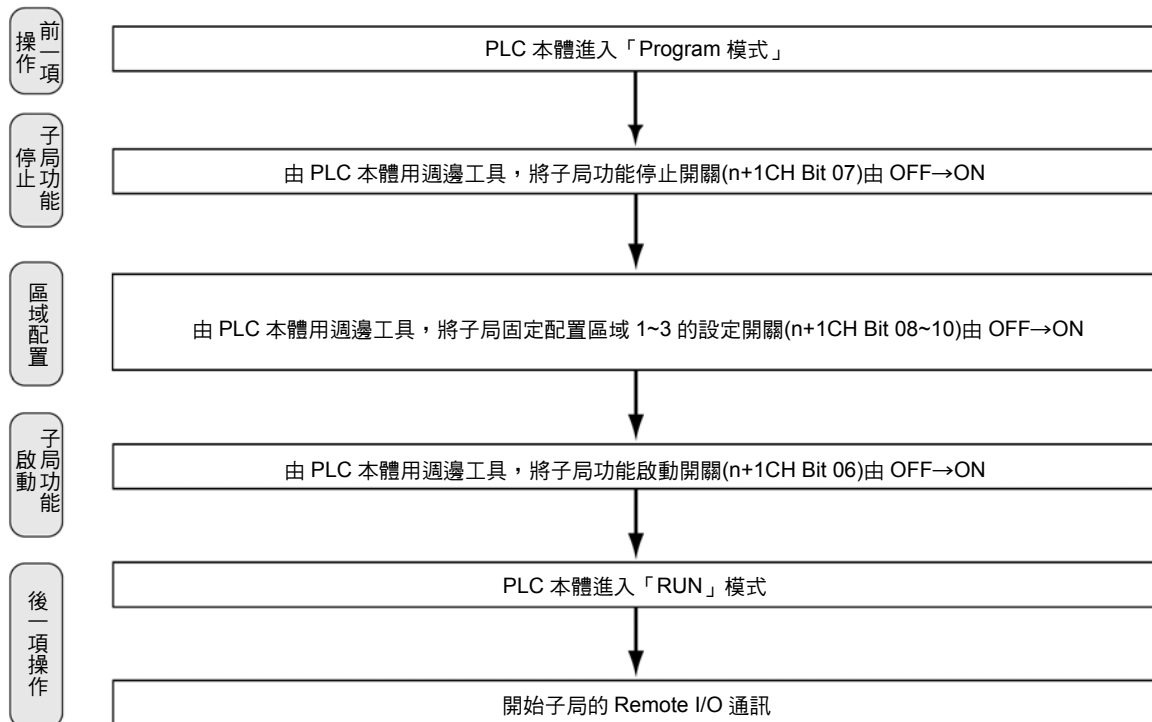 前一項操作
PLC 本體進入「Program 模式」
子局功能停止
由 PLC 本體用週邊工具，將子局功能停止開關(n+1CH Bit 07)由 OFF→ON
區域配置
由 PLC 本體用週邊工具，將子局固定配置區域 1~3 的設定開關(n+1CH Bit 08~10)由 OFF→ON
子局功能啟動
由 PLC 本體用週邊工具，將子局功能啟動開關(n+1CH Bit 06)由 OFF→ON
後一項操作
PLC 本體進入「RUN」模式
開始子局的 Remote I/O 通訊